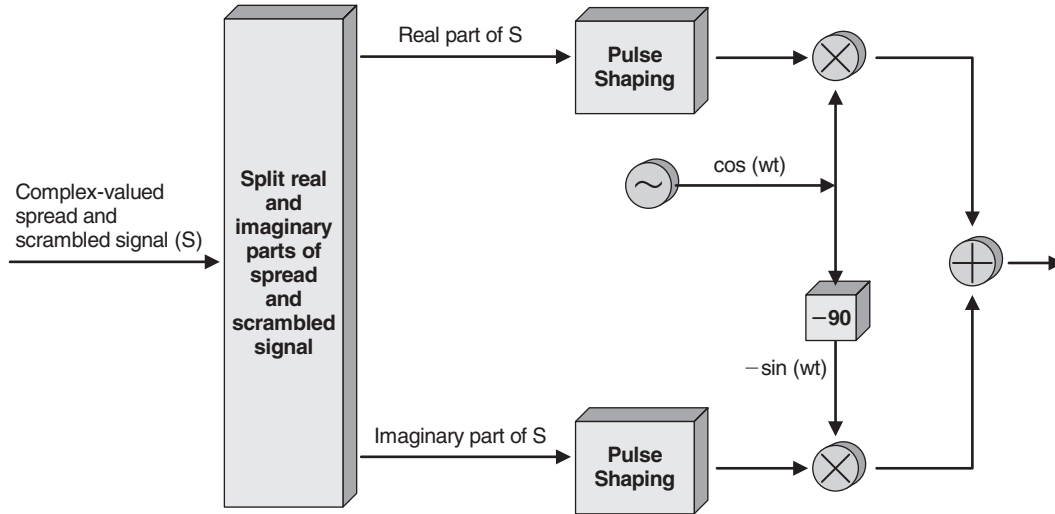 Real part of S
Pulse
Shaping
cos (wt)
Complex-valued
spread and
scrambled signal (S)
Split real
and
imaginary
parts of
spread
and
scrambled
signal
−90
−sin (wt)
Imaginary part of S
Pulse
Shaping